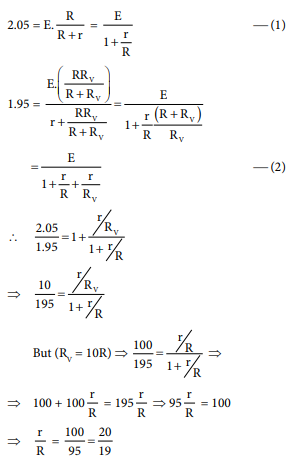 2.05 = E. R/(R+r) = E/(1 + r/R) —(1)
1.95 = E.(RR_V/(R + R_V))/(r + RR_V/(R + R_V)) = E/(1 + r/R (R + R_V)/R_V)
= E/(1 + r/R + r/R_V) —(2)
∴ 2.05/1.95 = 1 + (r/R_V)/(1 + r/R)
⇒ 10/195 = (r/R_V)/(1 + r/R)
But (R_V = 10R) ⇒ 100/195 = (r/R)/(1 + r/R) ⇒
⇒ 100 + 100 r/R = 195 r/R ⇒ 95 r/R = 100
⇒ r/R = 100/95 = 20/19